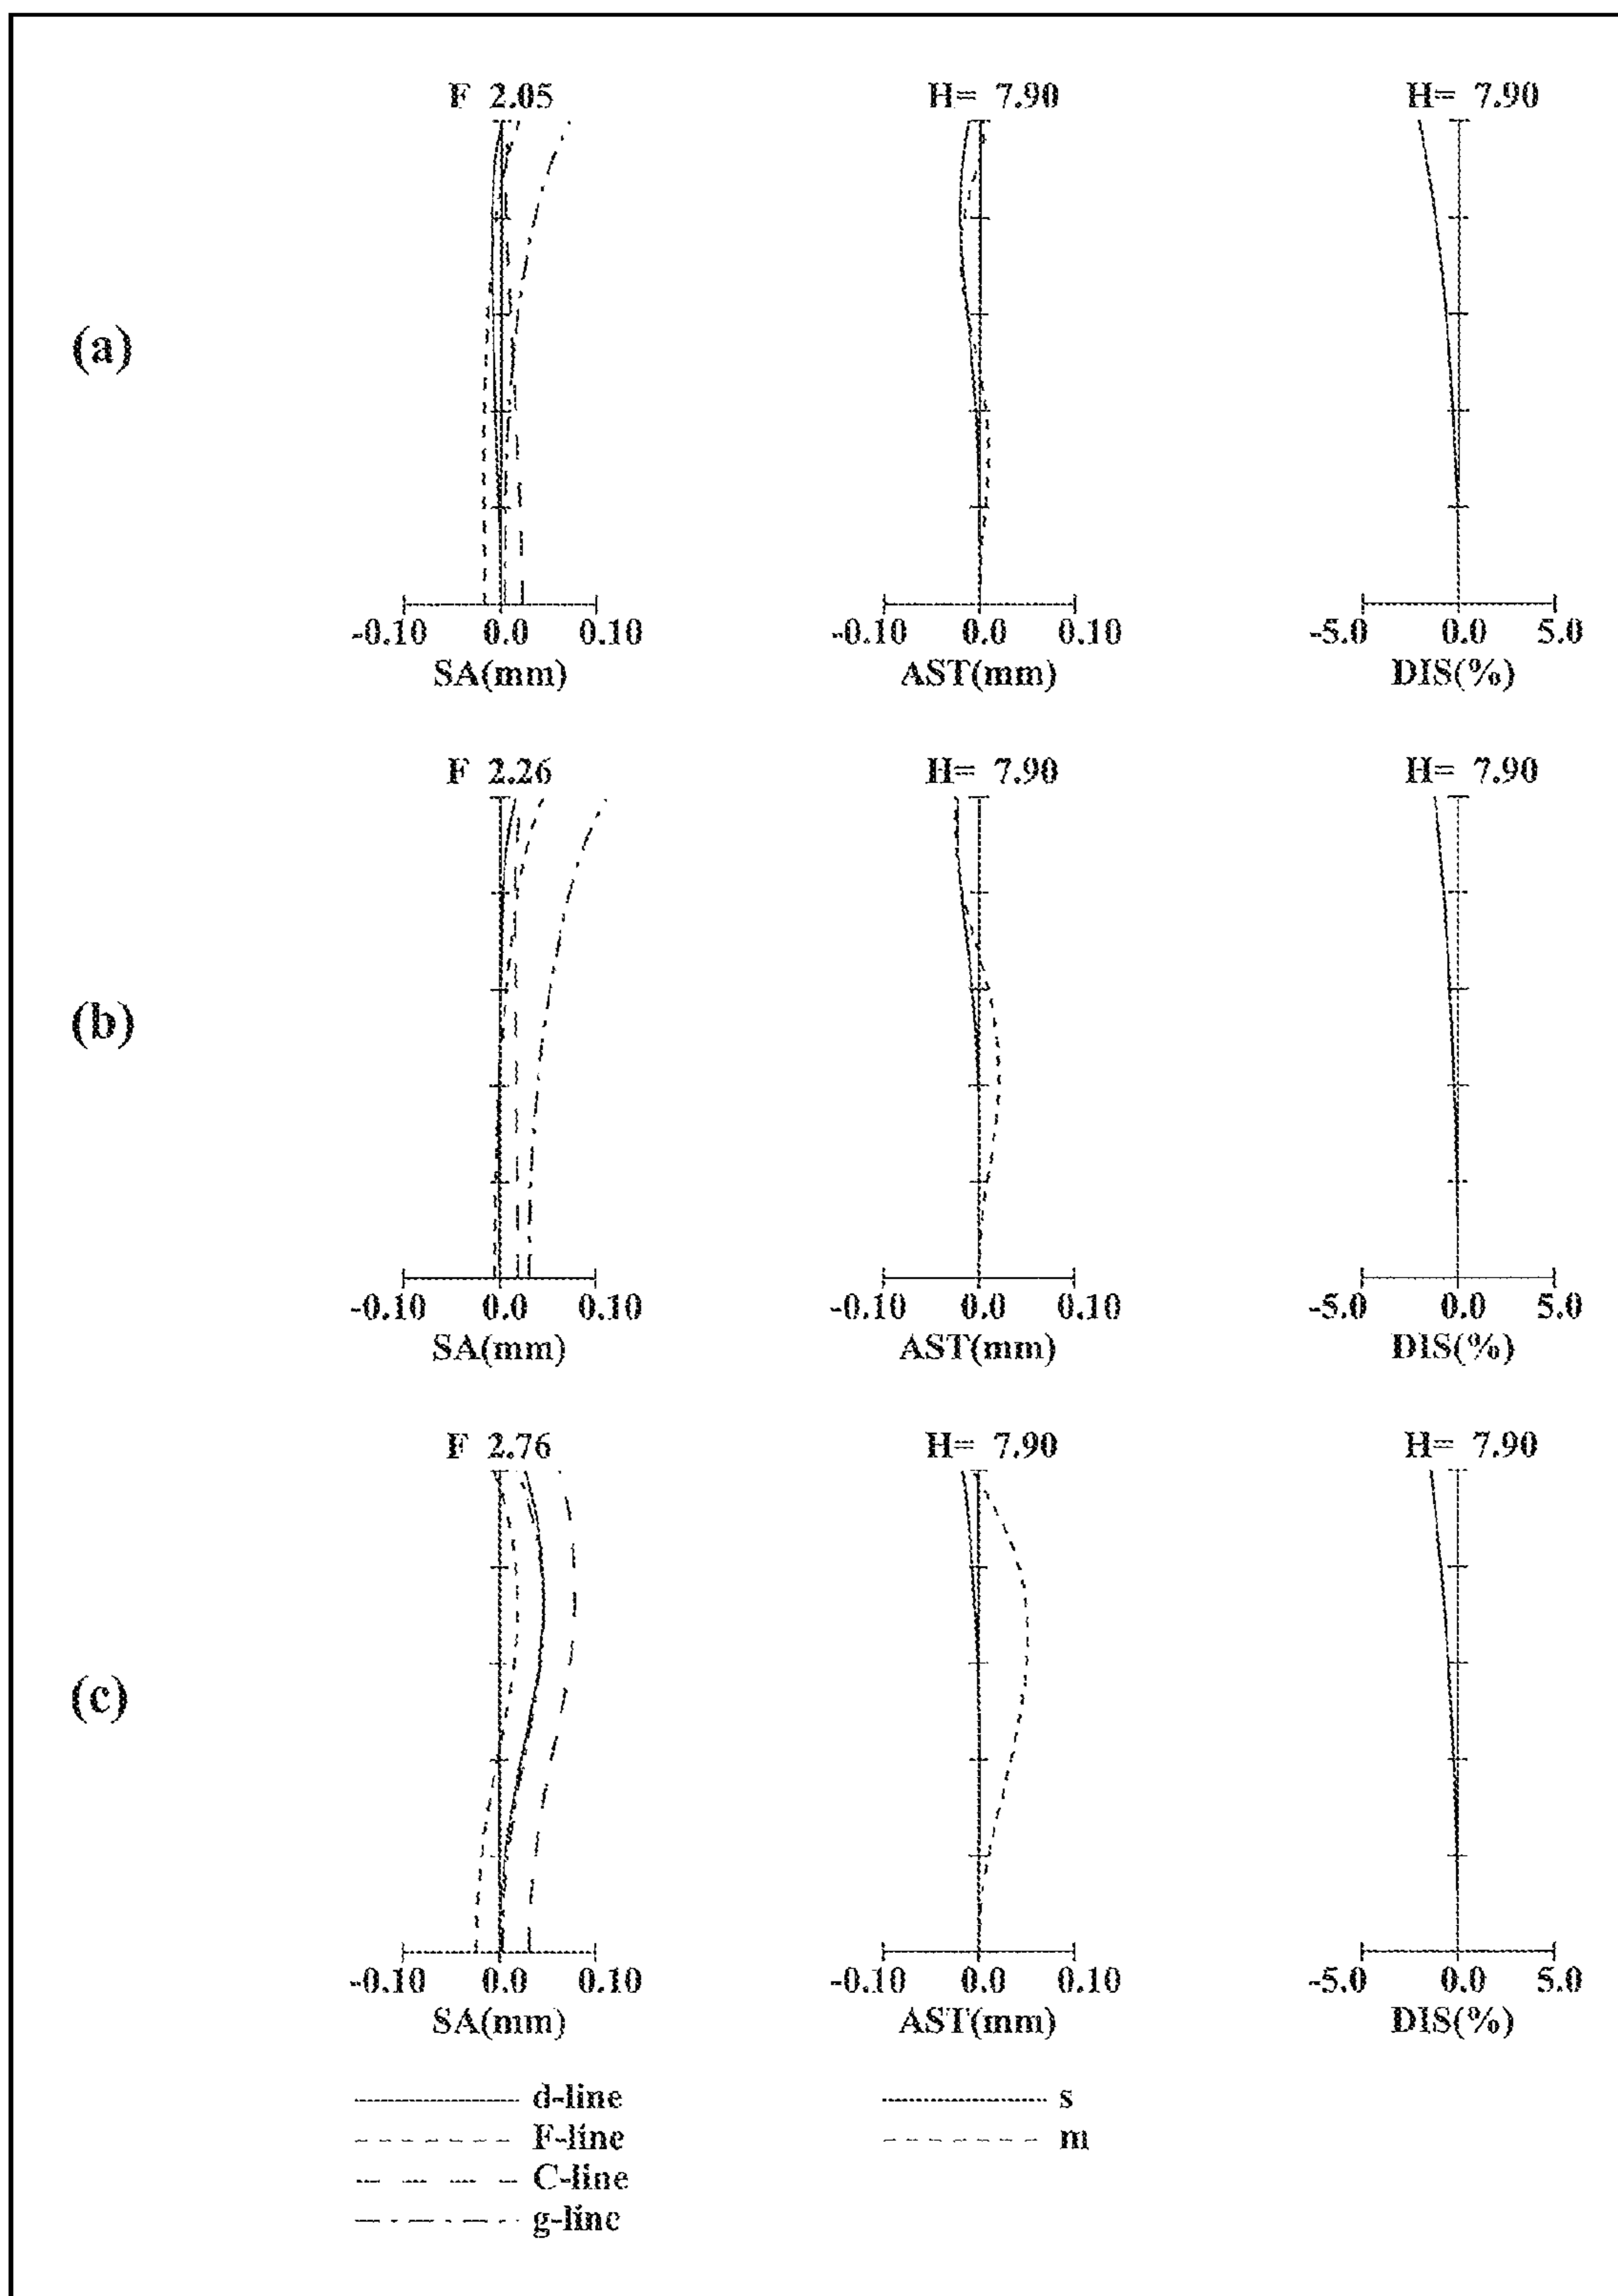 F 2.05 H= 7.90 H= 7.90
(a)
-0.10 0.0 0.10 -0.10 0.0 0.10 -5.0 0.0 5.0
SA(mm) AST(mm) DIS(%)
F 2.26 H= 7.90 H= 7.90
(b)
-0.10 0.0 0.10 -0.10 0.0 0.10 -5.0 0.0 5.0
SA(mm) AST(mm) DIS(%)
F 2.76 H= 7.90 H= 7.90
(c)
-0.10 0.0 0.10 -0.10 0.0 0.10 -5.0 0.0 5.0
SA(mm) AST(mm) DIS(%)
d-line s
F-line m
C-line
g-line